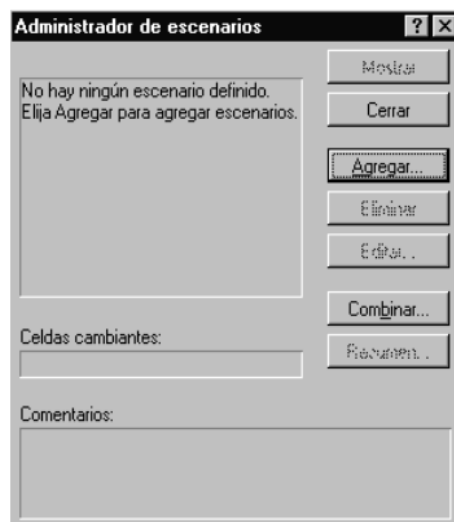 Administrador de escenarios
? X
Mostrar
No hay ningún escenario definido.
Elija Agregar para agregar escenarios.
Cerrar
Agregar...
Eliminar
Editar...
Combinar...
Celdas cambiantes:
Resumen...
Comentarios: